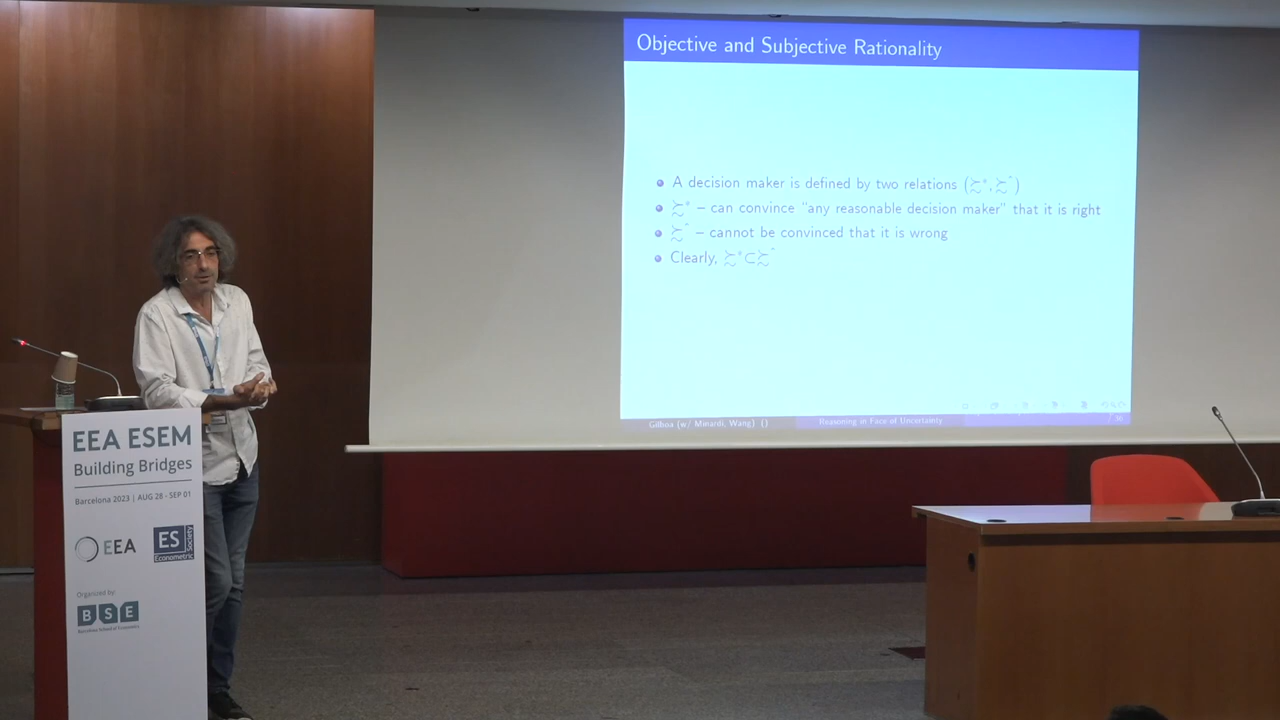 Objective and Subjective Rationality
A decision maker is defined by two relations (≿*, ≿^)
≿* – can convince "any reasonable decision maker" that it is right
≿^ – cannot be convinced that it is wrong
Clearly, ≿*⊂≿^
Gilboa (w/ Minardi, Wang) ()
Reasoning in Face of Uncertainty
EEA ESEM
Building Bridges
Barcelona 2023 | AUG 28 - SEP 01
EEA
ES
Econometric
Society
Organized by:
BSE
Barcelona School of Economics